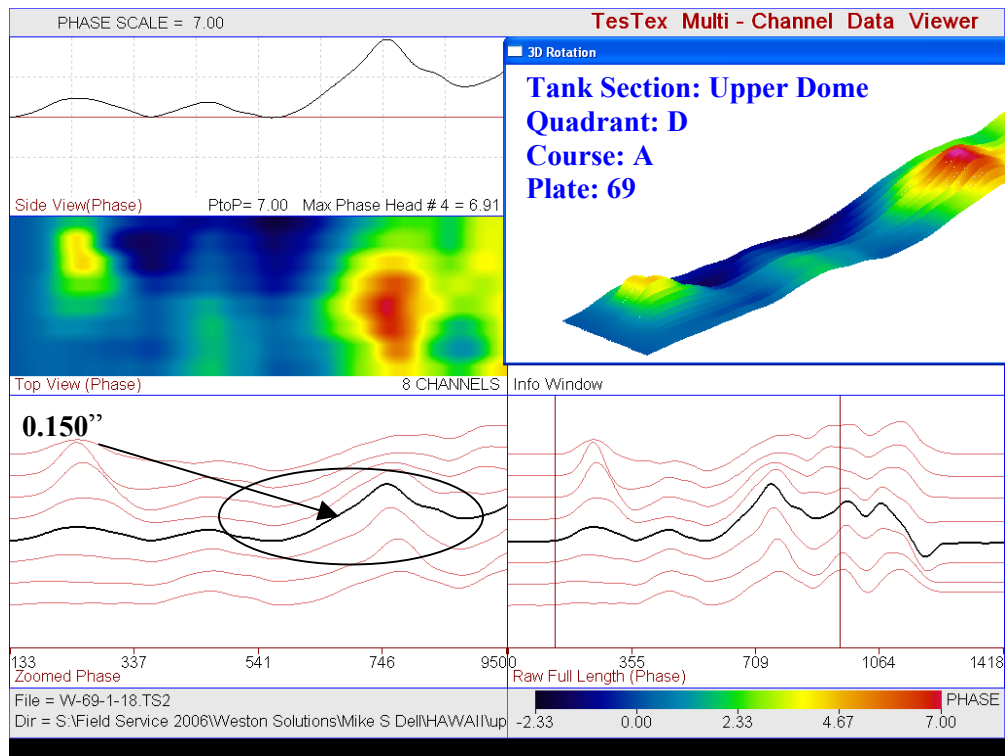 PHASE SCALE = 7.00
TesTex Multi - Channel Data Viewer
3D Rotation
Tank Section: Upper Dome
Quadrant: D
Course: A
Plate: 69
Side View(Phase) PtoP= 7.00 Max Phase Head # 4 = 6.91
Top View (Phase) 8 CHANNELS
Info Window
0.150”
133 337 541 746 950
Zoomed Phase
0 355 709 1064 1418
Raw Full Length (Phase)
File = W-69-1-18.TS2
Dir = S:\Field Service 2006\Weston Solutions\Mike S Dell\HAWAII\up
PHASE
-2.33 0.00 2.33 4.67 7.00